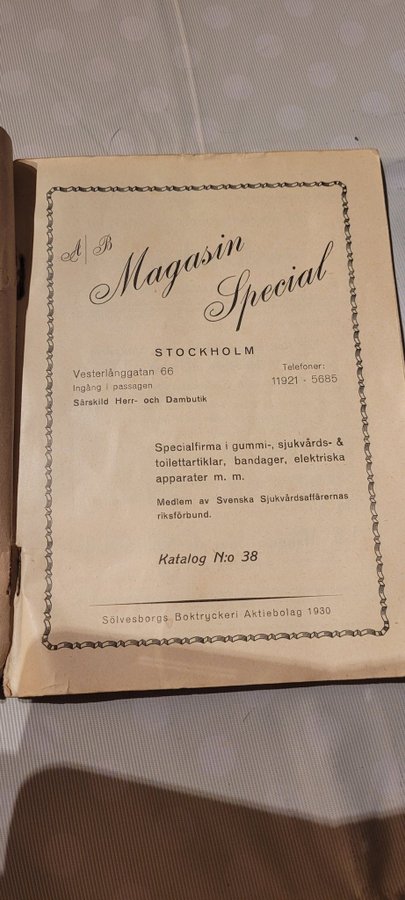 A/B Magasin
Special
STOCKHOLM
Vesterlånggatan 66
Ingång i passagen
Särskild Herr- och Dambutik
Telefoner:
11921 - 5685
Specialfirma i gummi-, sjukvårds- &
toilettartiklar, bandager, elektriska
apparater m. m.
Medlem av Svenska Sjukvårdsaffärernas
riksförbund.
Katalog N:o 38
Sölvesborgs Boktryckeri Aktiebolag 1930